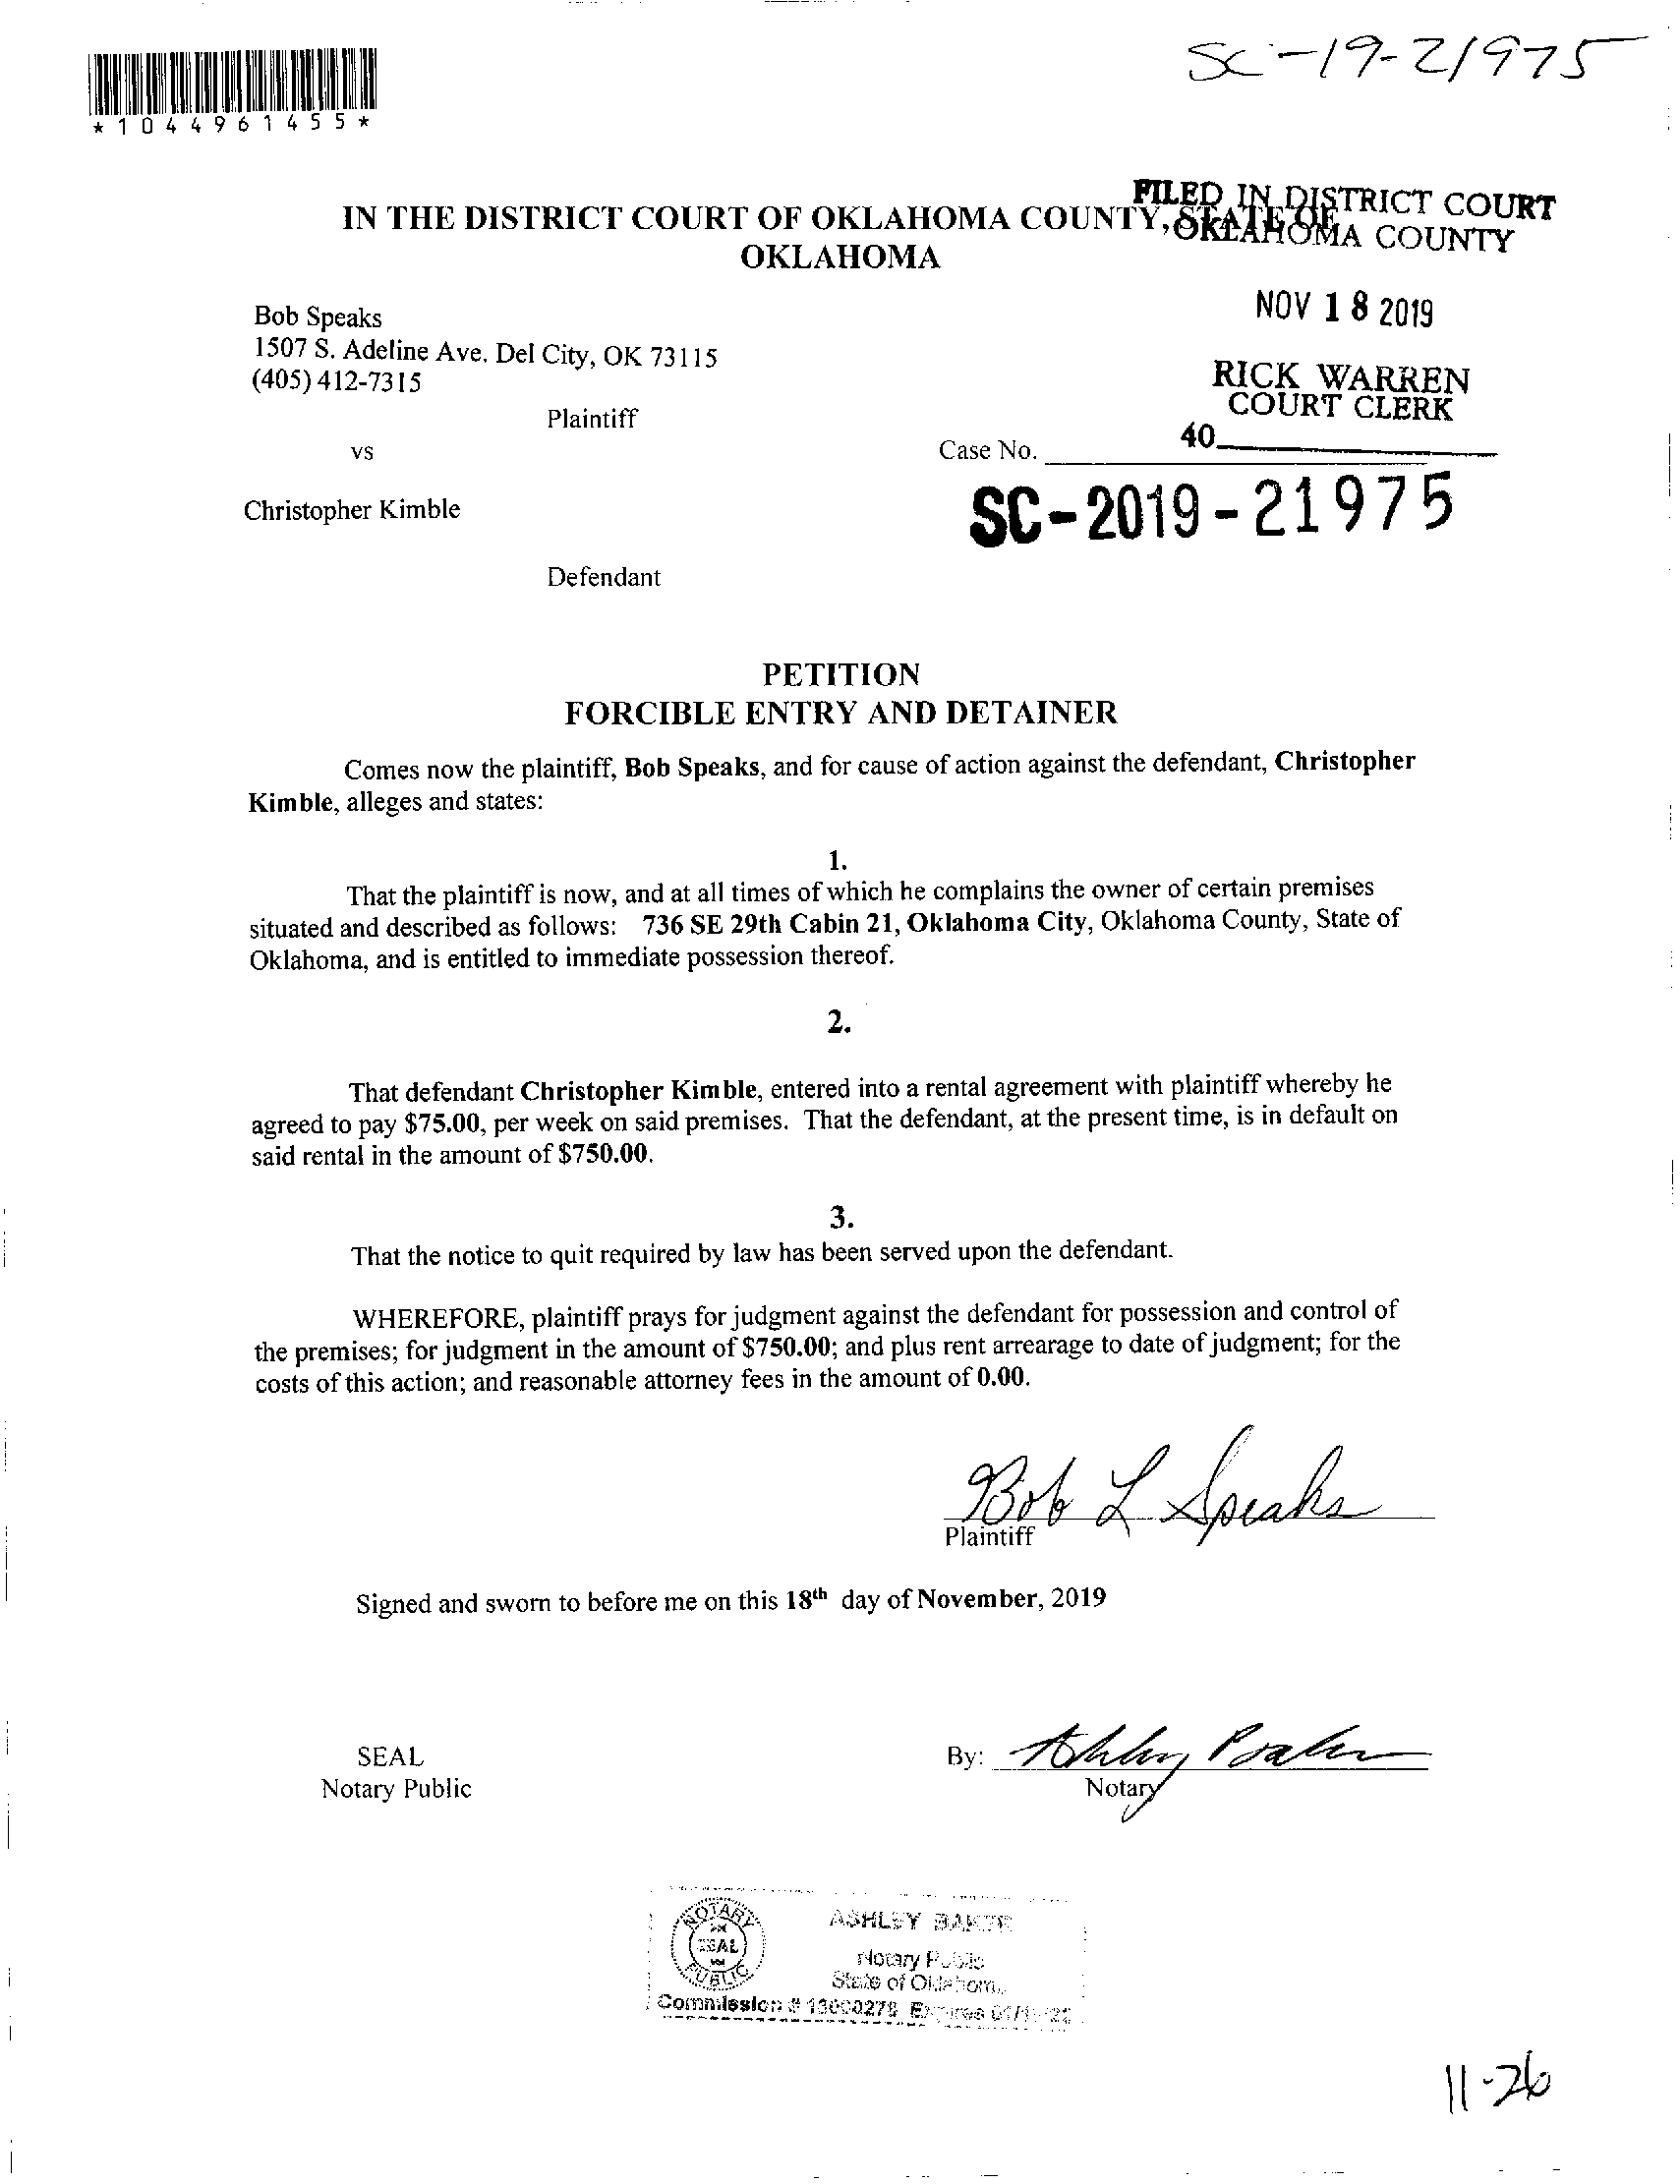 SC-19-21975
*1044961455*
FILED IN DISTRICT COURT
OKLAHOMA COUNTY
IN THE DISTRICT COURT OF OKLAHOMA COUNTY, STATE OF
OKLAHOMA
NOV 18 2019
Bob Speaks
1507 S. Adeline Ave. Del City, OK 73115
(405) 412-7315
RICK WARREN
COURT CLERK
Plaintiff
40
vs
Case No.
SC-2019-21975
Christopher Kimble
Defendant
PETITION
FORCIBLE ENTRY AND DETAINER
Comes now the plaintiff, Bob Speaks, and for cause of action against the defendant, Christopher
Kimble, alleges and states:
1.
That the plaintiff is now, and at all times of which he complains the owner of certain premises
situated and described as follows: 736 SE 29th Cabin 21, Oklahoma City, Oklahoma County, State of
Oklahoma, and is entitled to immediate possession thereof.
2.
That defendant Christopher Kimble, entered into a rental agreement with plaintiff whereby he
agreed to pay $75.00, per week on said premises. That the defendant, at the present time, is in default on
said rental in the amount of $750.00.
3.
That the notice to quit required by law has been served upon the defendant.
WHEREFORE, plaintiff prays for judgment against the defendant for possession and control of
the premises; for judgment in the amount of $750.00; and plus rent arrearage to date of judgment; for the
costs of this action; and reasonable attorney fees in the amount of 0.00.
Bob L Speaks
Plaintiff
Signed and sworn to before me on this 18th day of November, 2019
SEAL
Notary Public
By: Ashley
Notary
NOTARY
SEAL
PUBLIC
ASHLEY
Notary Public
State of Oklahoma
Commission # Expires
11-26